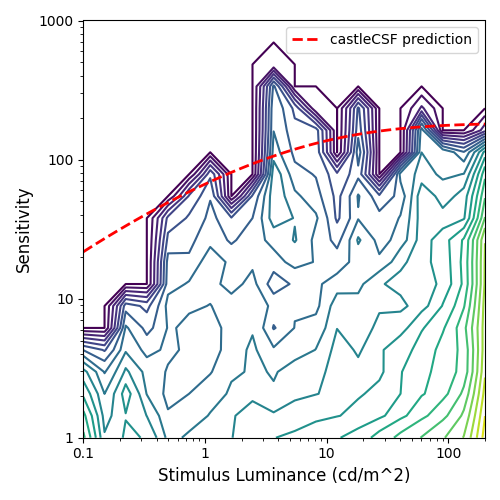 1000
castleCSF prediction
100
Sensitivity
10
1
0.1 1 10 100
Stimulus Luminance (cd/m^2)